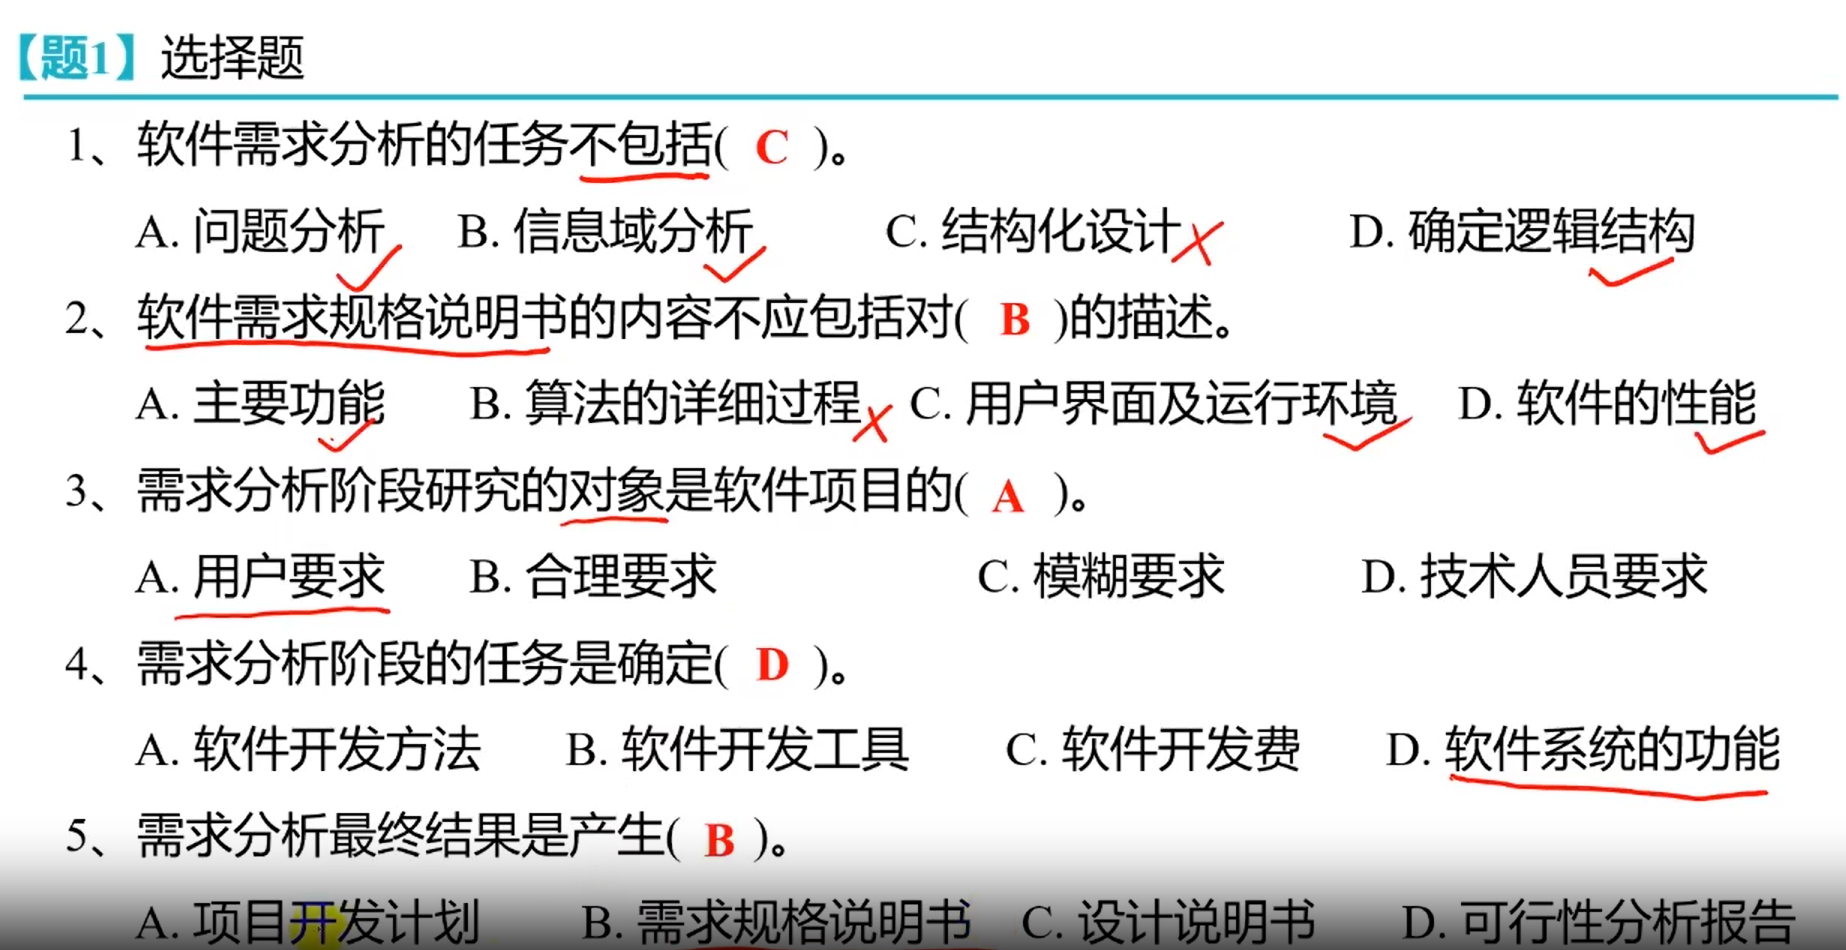 【题1】选择题
1、软件需求分析的任务不包括( C )。
A. 问题分析 B. 信息域分析 C. 结构化设计 D. 确定逻辑结构
2、软件需求规格说明书的内容不应包括对( B )的描述。
A. 主要功能 B. 算法的详细过程 C. 用户界面及运行环境 D. 软件的性能
3、需求分析阶段研究的对象是软件项目的( A )。
A. 用户要求 B. 合理要求 C. 模糊要求 D. 技术人员要求
4、需求分析阶段的任务是确定( D )。
A. 软件开发方法 B. 软件开发工具 C. 软件开发费 D. 软件系统的功能
5、需求分析最终结果是产生( B )。
A. 项目开发计划 B. 需求规格说明书 C. 设计说明书 D. 可行性分析报告